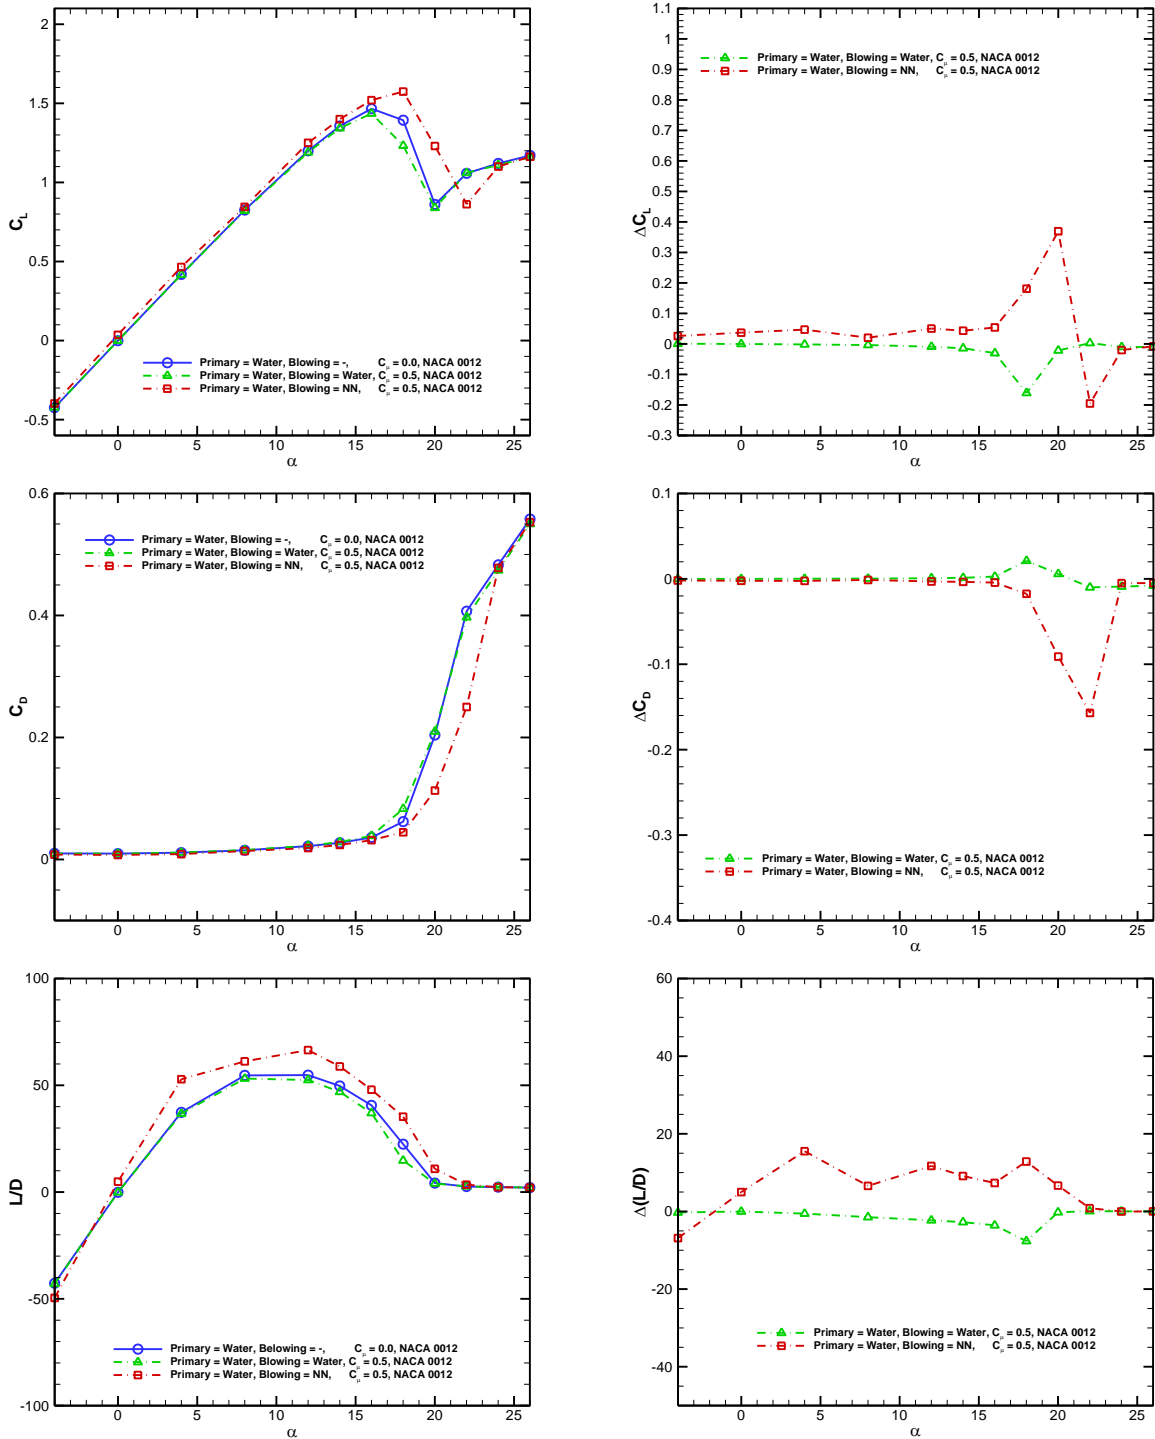 2
1.5
1
0.5
0
-0.5
C_L
0 5 10 15 20 25
α
Primary = Water, Blowing = -, C_μ = 0.0, NACA 0012
Primary = Water, Blowing = Water, C_μ = 0.5, NACA 0012
Primary = Water, Blowing = NN, C_μ = 0.5, NACA 0012
1.1
1
0.9
0.8
0.7
0.6
0.5
0.4
0.3
0.2
0.1
0
-0.1
-0.2
-0.3
ΔC_L
0 5 10 15 20 25
α
Primary = Water, Blowing = Water, C_μ = 0.5, NACA 0012
Primary = Water, Blowing = NN, C_μ = 0.5, NACA 0012
0.6
0.4
0.2
0
C_D
0 5 10 15 20 25
α
Primary = Water, Blowing = -, C_μ = 0.0, NACA 0012
Primary = Water, Blowing = Water, C_μ = 0.5, NACA 0012
Primary = Water, Blowing = NN, C_μ = 0.5, NACA 0012
0.1
0
-0.1
-0.2
-0.3
-0.4
ΔC_D
0 5 10 15 20 25
α
Primary = Water, Blowing = Water, C_μ = 0.5, NACA 0012
Primary = Water, Blowing = NN, C_μ = 0.5, NACA 0012
100
50
0
-50
-100
L/D
0 5 10 15 20 25
α
Primary = Water, Belowing = -, C_μ = 0.0, NACA 0012
Primary = Water, Blowing = Water, C_μ = 0.5, NACA 0012
Primary = Water, Blowing = NN, C_μ = 0.5, NACA 0012
60
40
20
0
-20
-40
Δ(L/D)
0 5 10 15 20 25
α
Primary = Water, Blowing = Water, C_μ = 0.5, NACA 0012
Primary = Water, Blowing = NN, C_μ = 0.5, NACA 0012